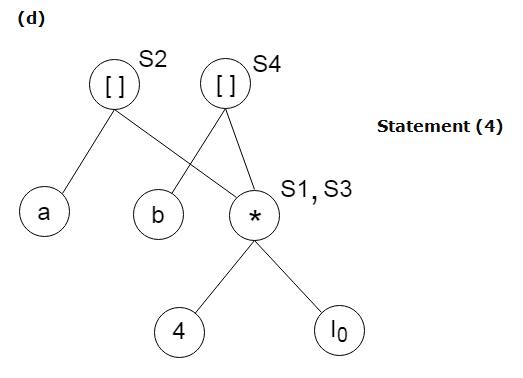 (d)
[ ] S2
[ ] S4
Statement (4)
a
b
* S1, S3
4
I₀